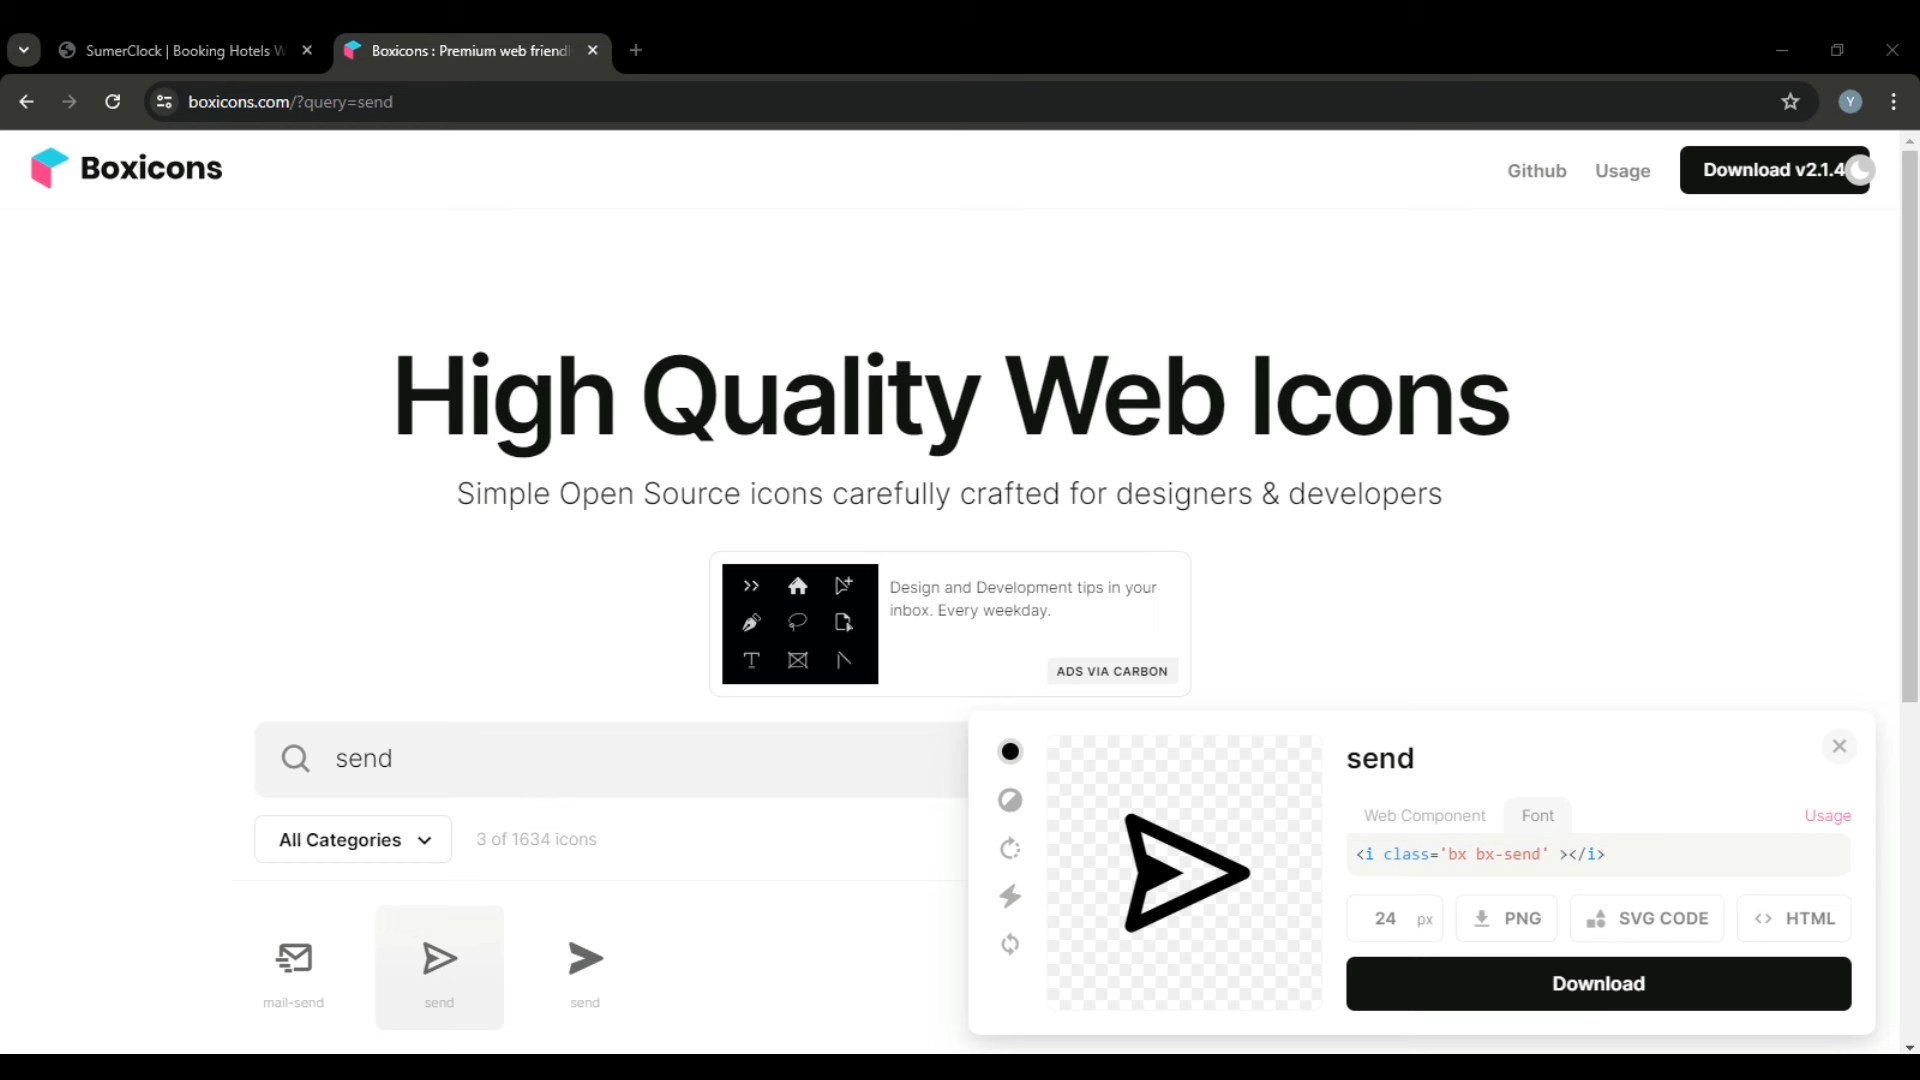 SumerClock | Booking Hotels W
Boxicons : Premium web friend
boxicons.com/?query=send
Y
Boxicons
Github
Usage
Download v2.1.4
High Quality Web Icons
Simple Open Source icons carefully crafted for designers & developers
Design and Development tips in your
inbox. Every weekday.
ADS VIA CARBON
send
All Categories
3 of 1634 icons
mail-send
send
send
send
Web Component
Font
Usage
<i class='bx bx-send' ></i>
24 px
PNG
SVG CODE
HTML
Download